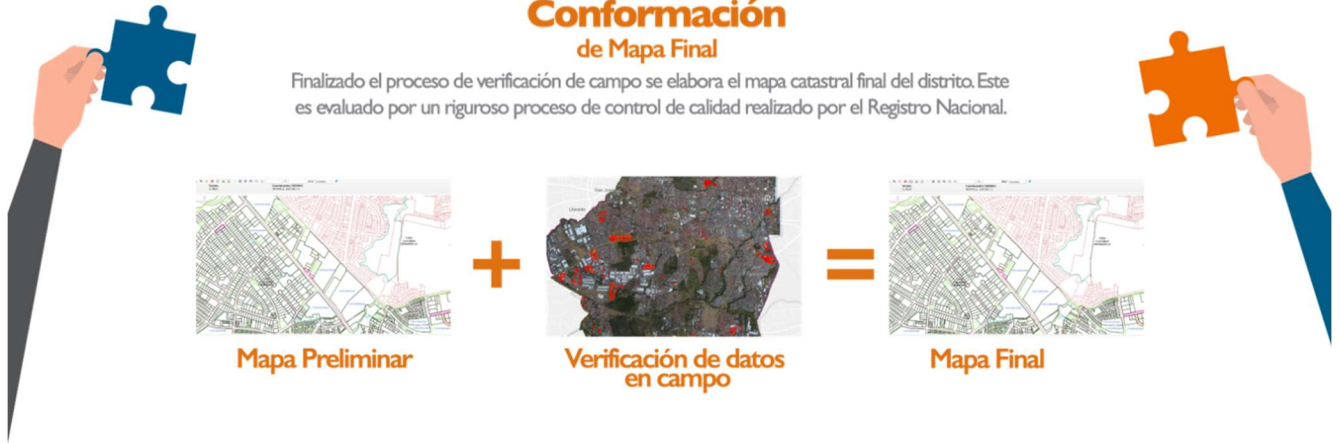 Conformación
de Mapa Final
Finalizado el proceso de verificación de campo se elabora el mapa catastral final del distrito. Este
es evaluado por un riguroso proceso de control de calidad realizado por el Registro Nacional.
Mapa Preliminar
Verificación de datos
en campo
Mapa Final